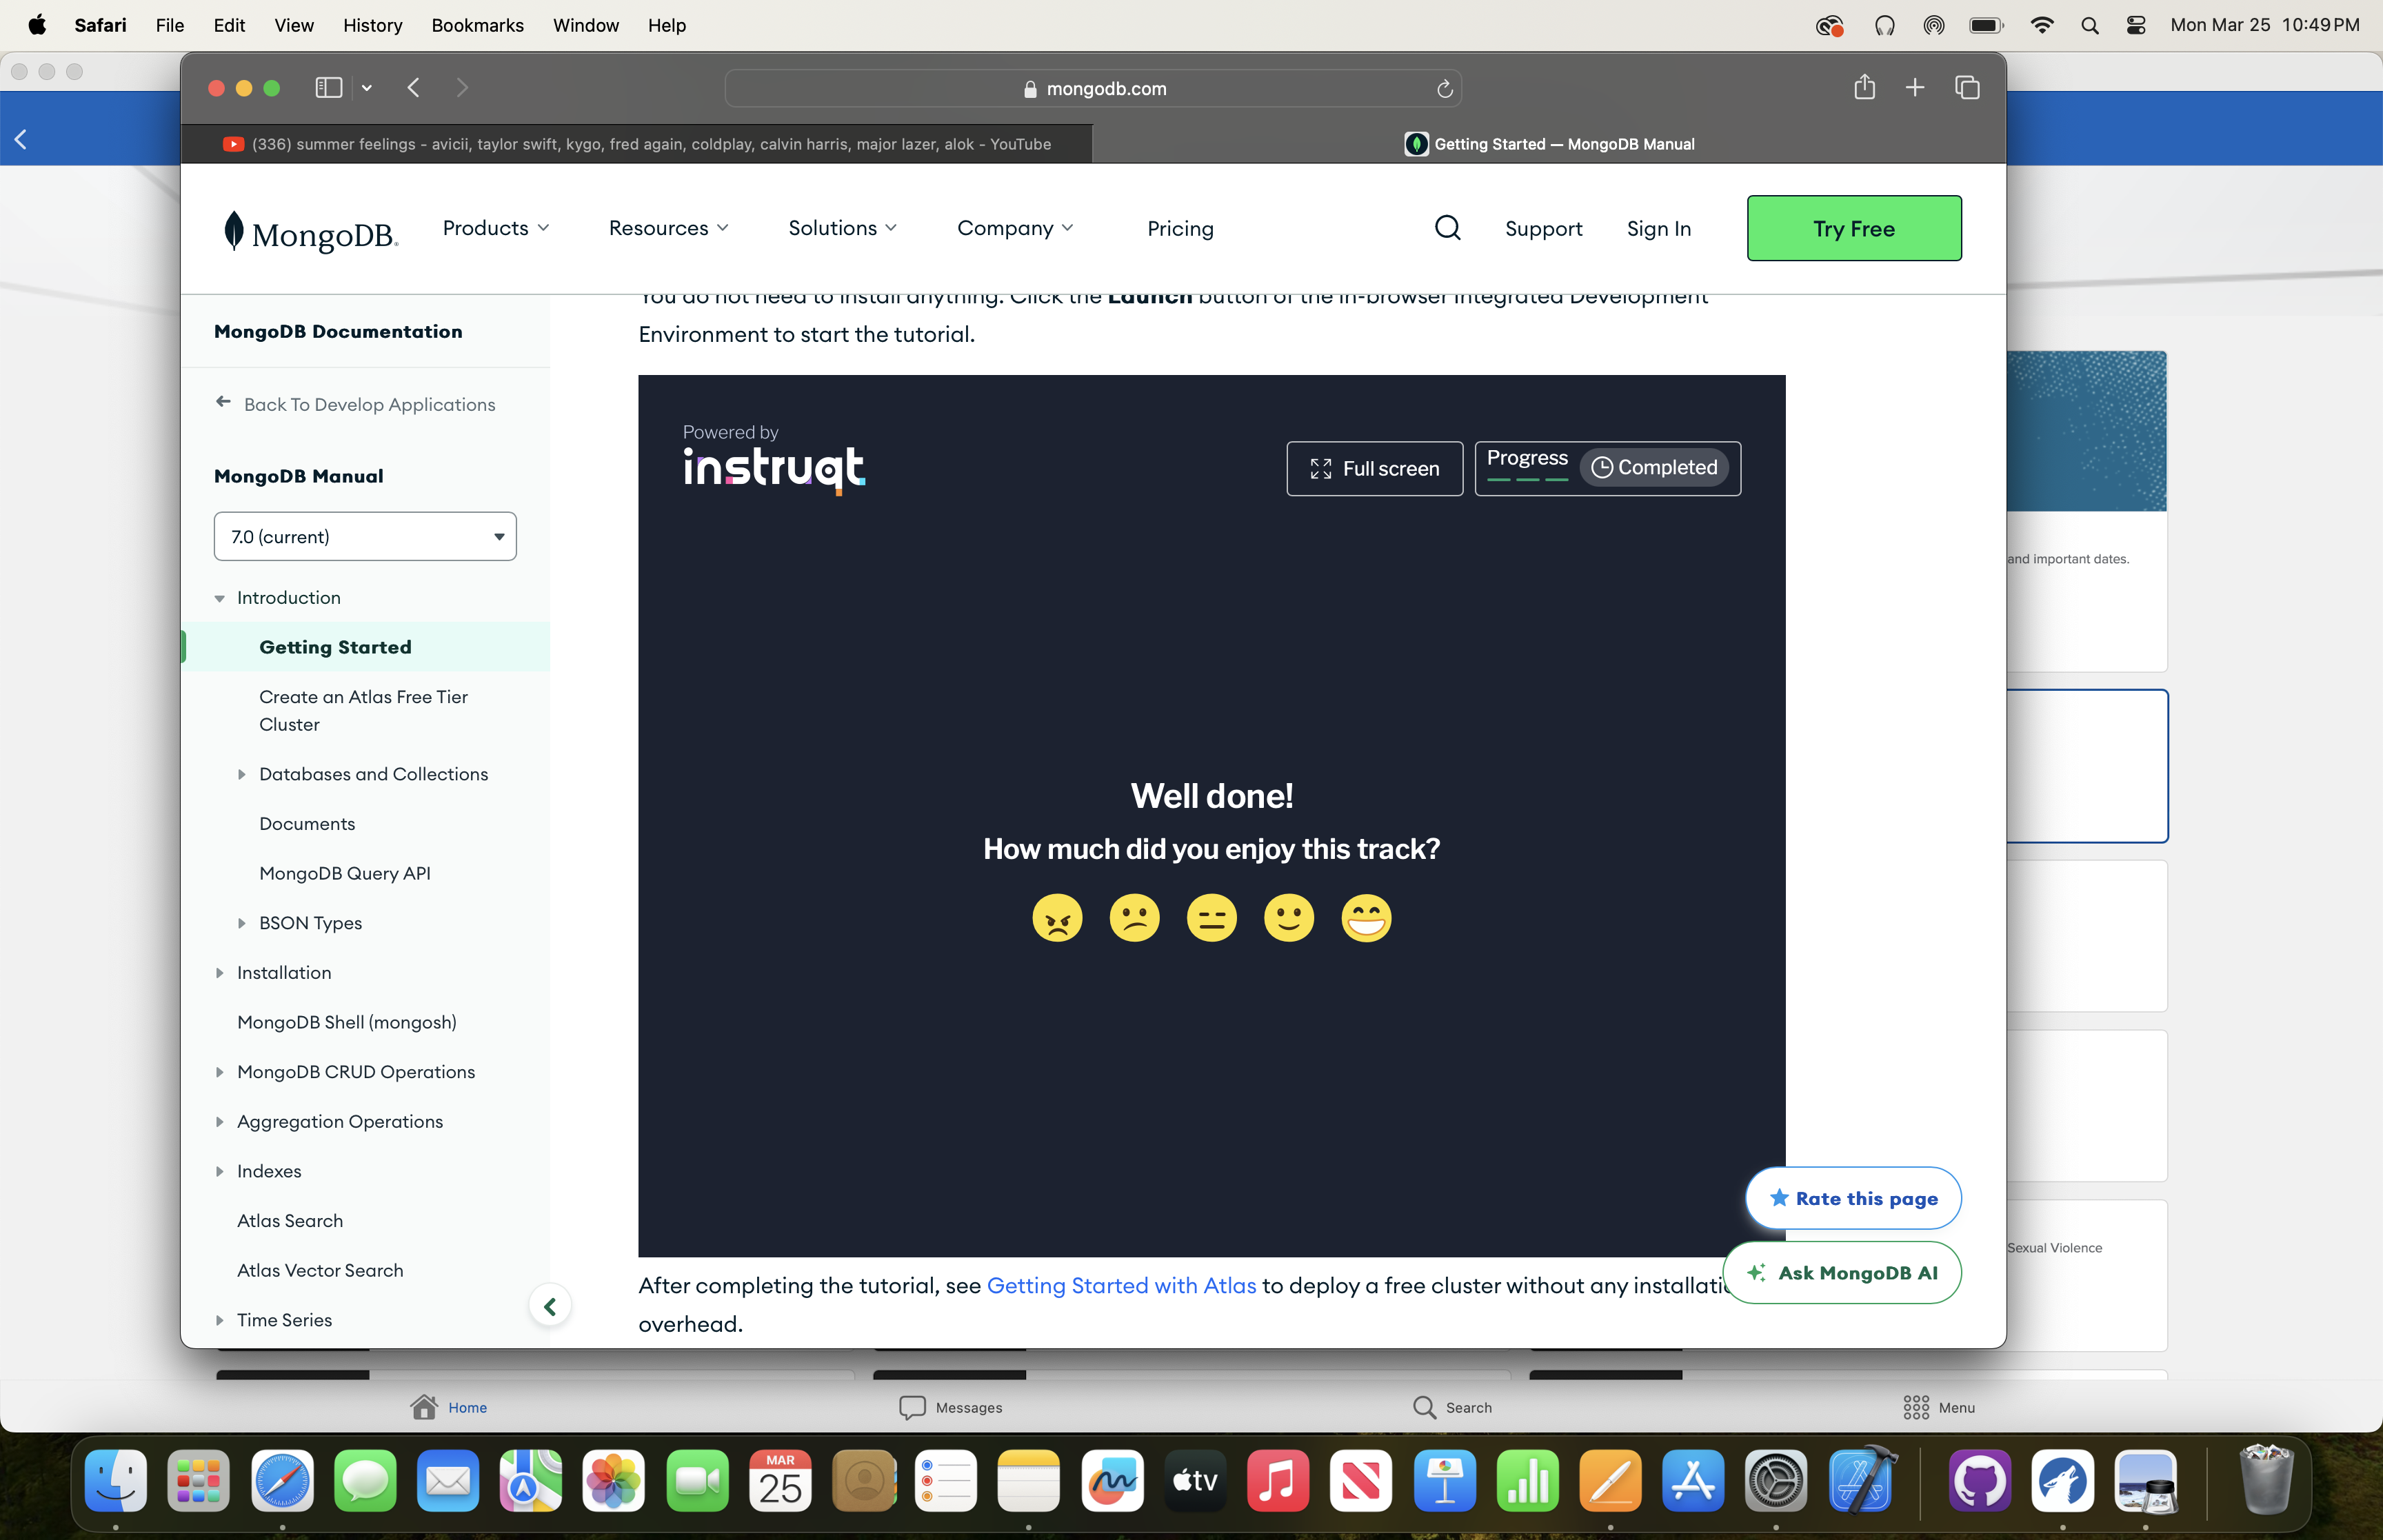 Safari File Edit View History Bookmarks Window Help Mon Mar 25 10:49 PM
mongodb.com
(336) summer feelings - avicii, taylor swift, kygo, fred again, coldplay, calvin harris, major lazer, alok - YouTube
Getting Started — MongoDB Manual
MongoDB. Products Resources Solutions Company Pricing Support Sign In Try Free
MongoDB Documentation
Back To Develop Applications
MongoDB Manual
7.0 (current)
Introduction
Getting Started
Create an Atlas Free Tier
Cluster
Databases and Collections
Documents
MongoDB Query API
BSON Types
Installation
MongoDB Shell (mongosh)
MongoDB CRUD Operations
Aggregation Operations
Indexes
Atlas Search
Atlas Vector Search
Time Series
You do not need to install anything. Click the Launch button of the in-browser Integrated Development
Environment to start the tutorial.
Powered by
instruqt
Full screen
Progress
Completed
Well done!
How much did you enjoy this track?
Rate this page
Ask MongoDB AI
After completing the tutorial, see Getting Started with Atlas to deploy a free cluster without any
overhead.
and important dates.
Sexual Violence
Home Messages Search Menu
MAR
25
tv